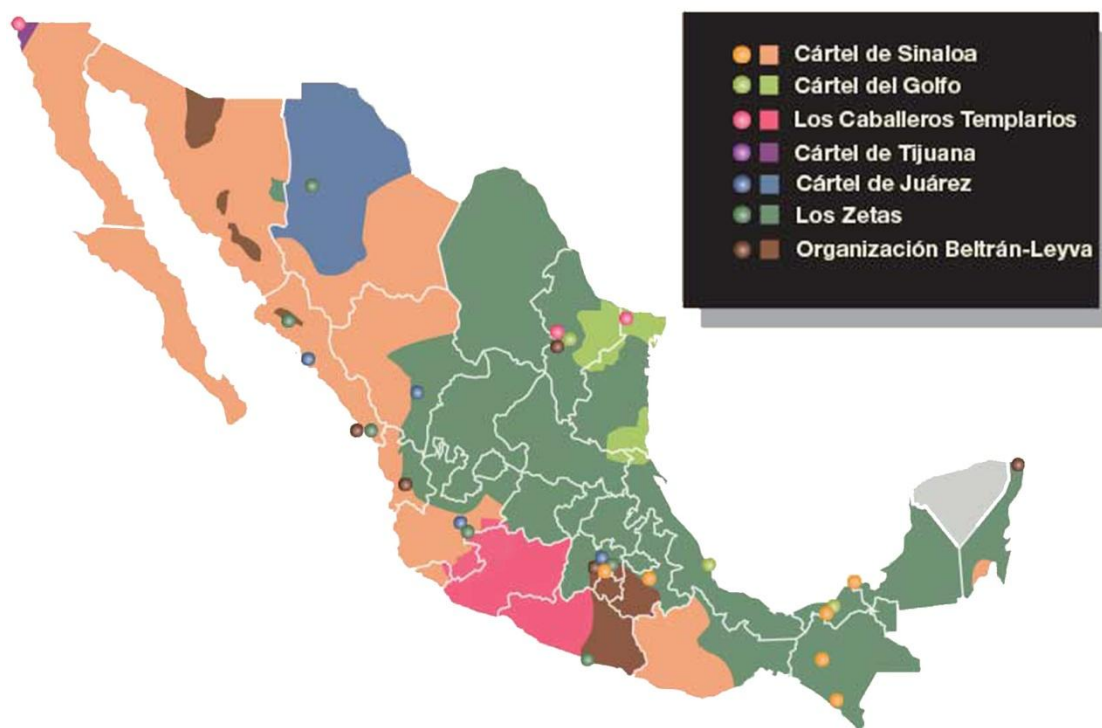 Cártel de Sinaloa
Cártel del Golfo
Los Caballeros Templarios
Cártel de Tijuana
Cártel de Juárez
Los Zetas
Organización Beltrán-Leyva